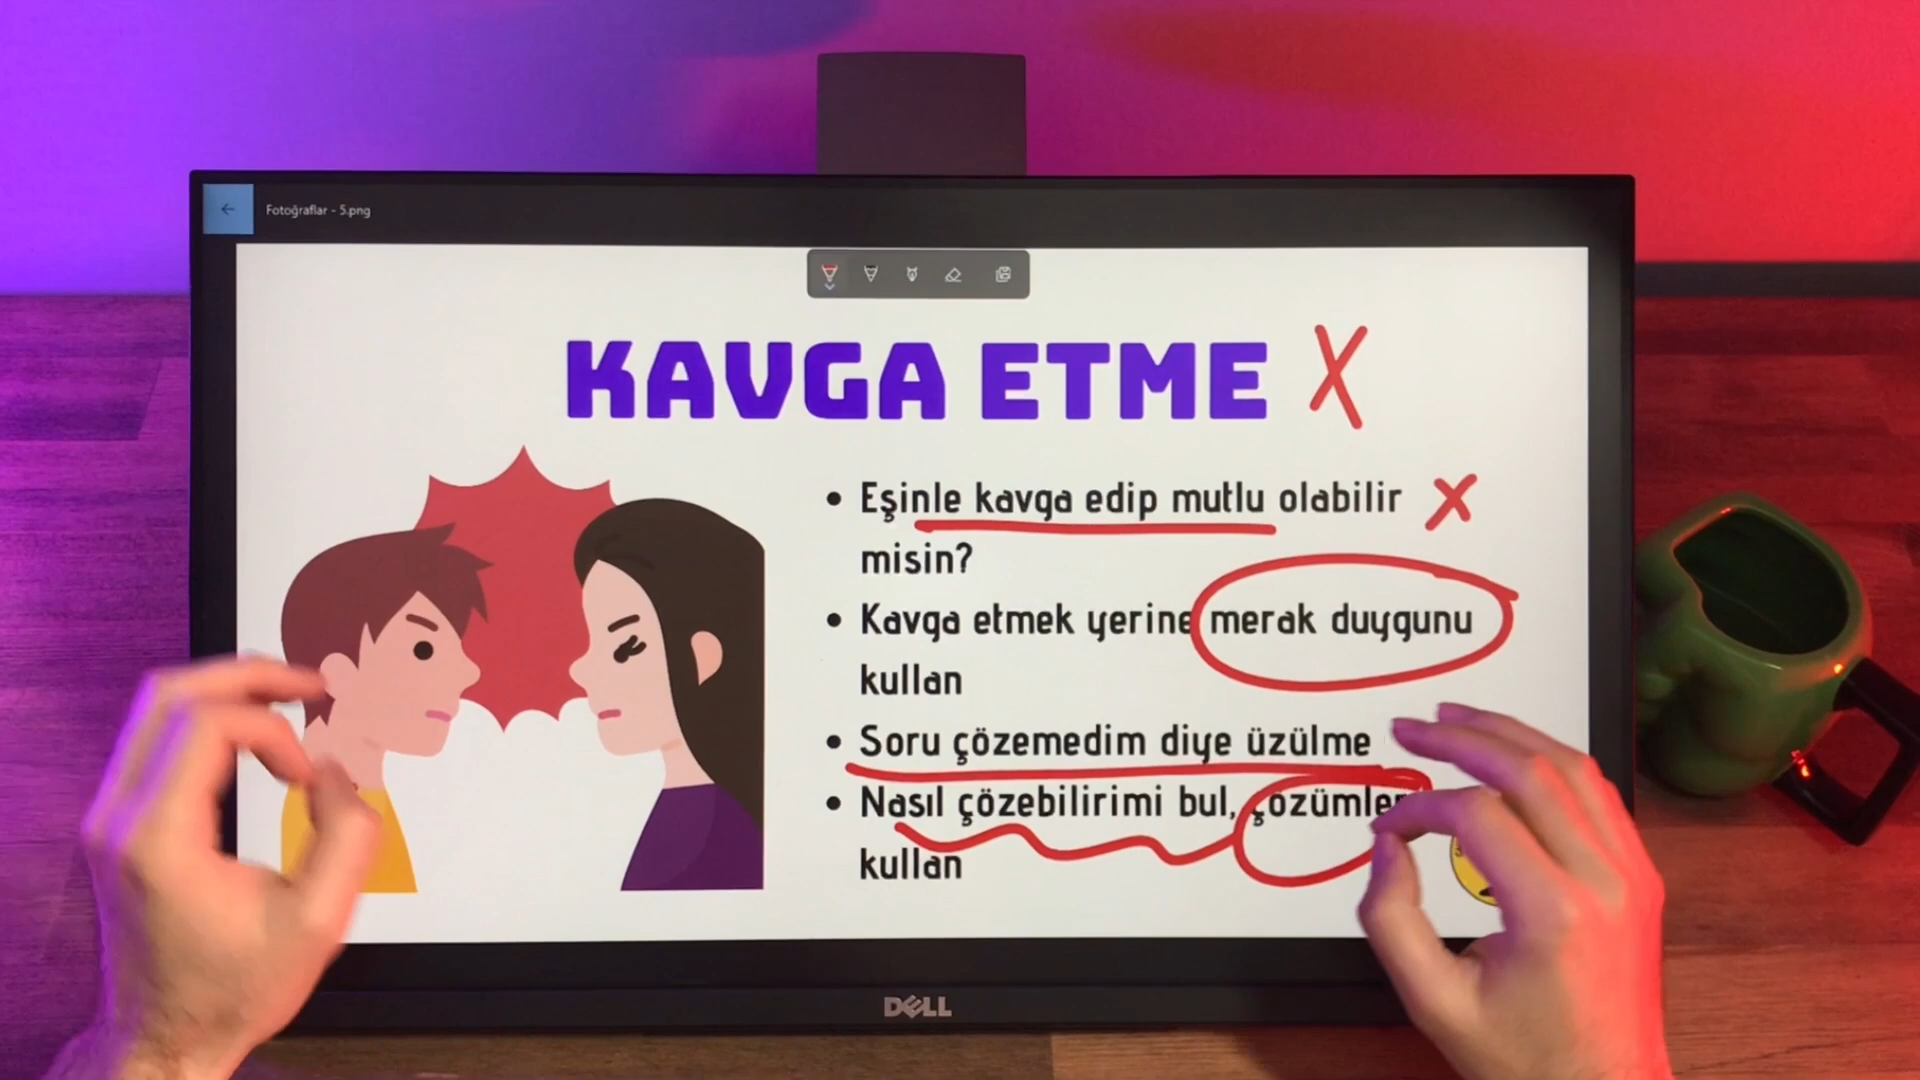 Fotoğraflar - 5.png
KAVGA ETME X
• Eşinle kavga edip mutlu olabilir X
misin?
• Kavga etmek yerine merak duygunu
kullan
• Soru çözemedim diye üzülme
• Nasıl çözebilirimi bul,
kullan
DELL